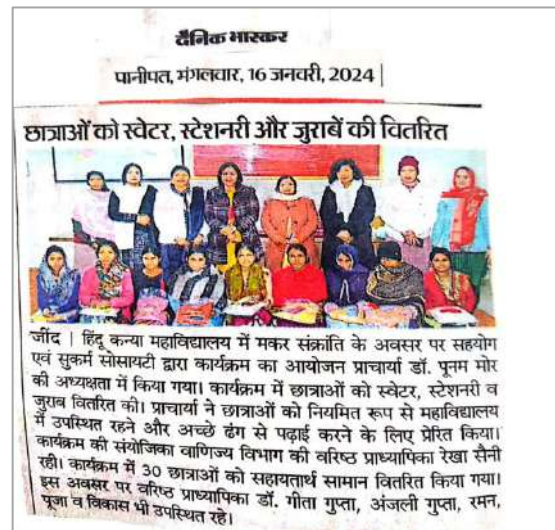 दैनिक भास्कर
पानीपत, मंगलवार, 16 जनवरी, 2024
छात्राओं को स्वेटर, स्टेशनरी और जुराबें की वितरित
जींद | हिंदू कन्या महाविद्यालय में मकर संक्रांति के अवसर पर सहयोग
एवं सुकर्म सोसायटी द्वारा कार्यक्रम का आयोजन प्राचार्या डॉ. पूनम मोर
की अध्यक्षता में किया गया। कार्यक्रम में छात्राओं को स्वेटर, स्टेशनरी व
जुराब वितरित की। प्राचार्या ने छात्राओं को नियमित रूप से महाविद्यालय
में उपस्थित रहने और अच्छे ढंग से पढ़ाई करने के लिए प्रेरित किया।
कार्यक्रम की संयोजिका वाणिज्य विभाग की वरिष्ठ प्राध्यापिका रेखा सैनी
रही। कार्यक्रम में 30 छात्राओं को सहायतार्थ सामान वितरित किया गया।
इस अवसर पर वरिष्ठ प्राध्यापिका डॉ. गीता गुप्ता, अंजली गुप्ता, रमन,
पूजा व विकास भी उपस्थित रहे।